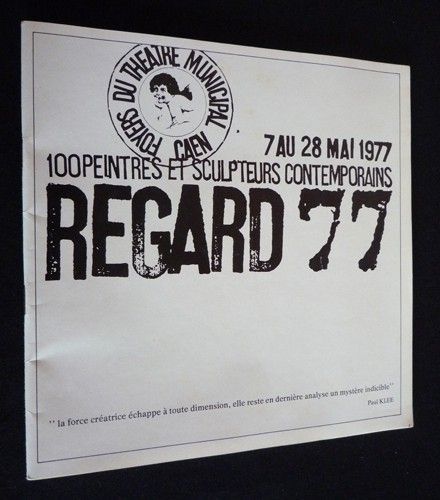 FOYERS DU THEATRE MUNICIPAL
CAEN
7 AU 28 MAI 1977
100 PEINTRES ET SCULPTEURS CONTEMPORAINS
REGARD 77
" la force créatrice échappe à toute dimension, elle reste en dernière analyse un mystère indicible"
Paul KLEE